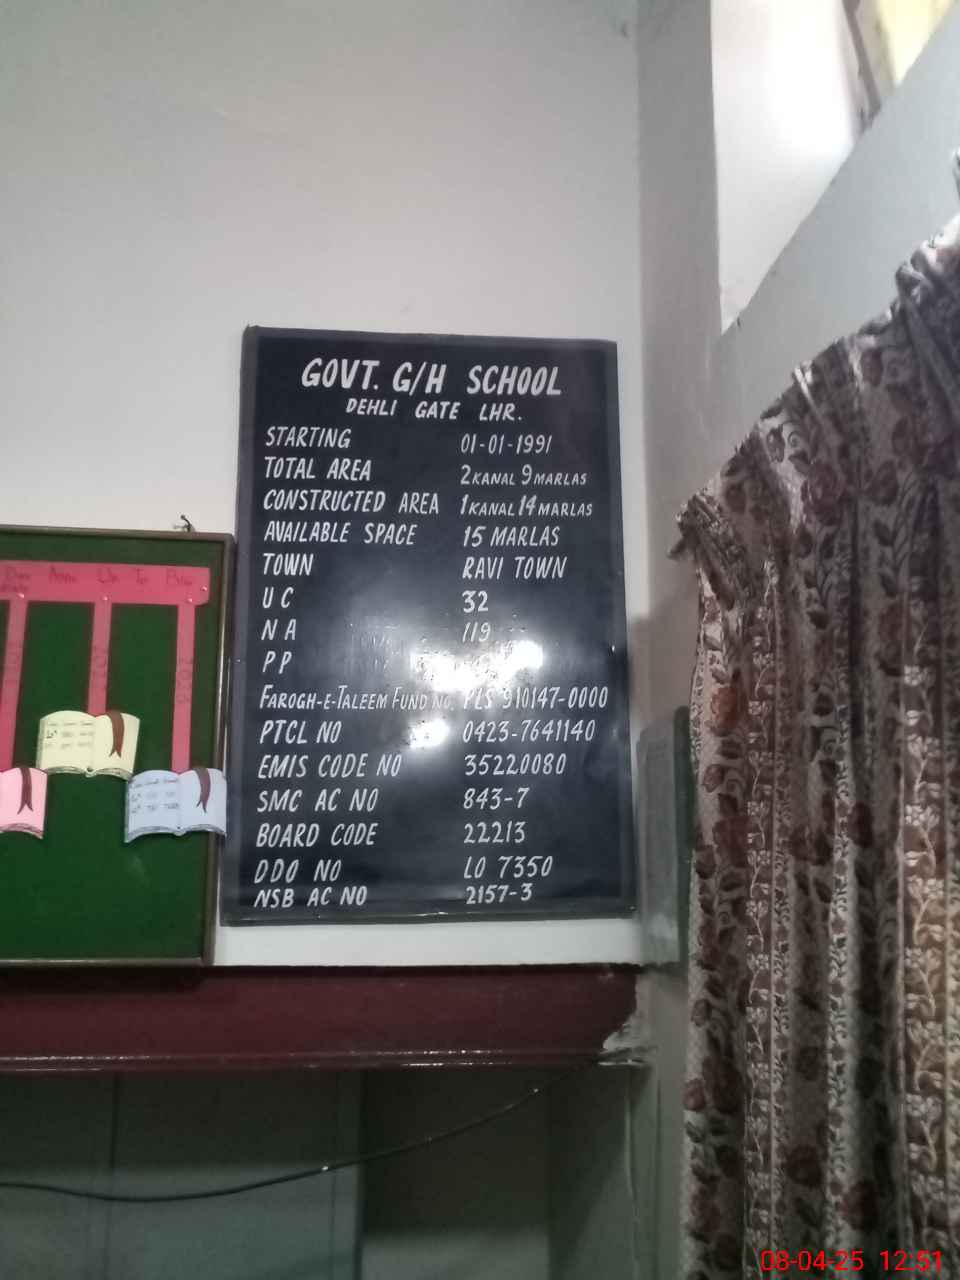 GOVT. G/H SCHOOL
DEHLI GATE LHR.
STARTING 01-01-1991
TOTAL AREA 2 KANAL 9 MARLAS
CONSTRUCTED AREA 1 KANAL 14 MARLAS
AVAILABLE SPACE 15 MARLAS
TOWN RAVI TOWN
U C 32
N A 119
P P
FAROGH-E-TALEEM FUND NO. PLS 910147-0000
PTCL NO 0423-7641140
EMIS CODE NO 35220080
SMC AC NO 843-7
BOARD CODE 22213
DDO NO LO 7350
NSB AC NO 2157-3
08-04-25 12:51